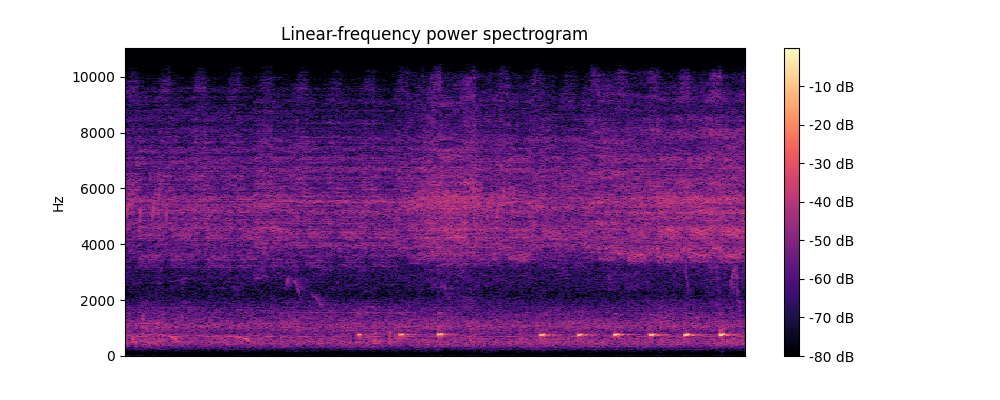 Linear-frequency power spectrogram
10000
8000
6000
4000
2000
0
Hz
-10 dB
-20 dB
-30 dB
-40 dB
-50 dB
-60 dB
-70 dB
-80 dB